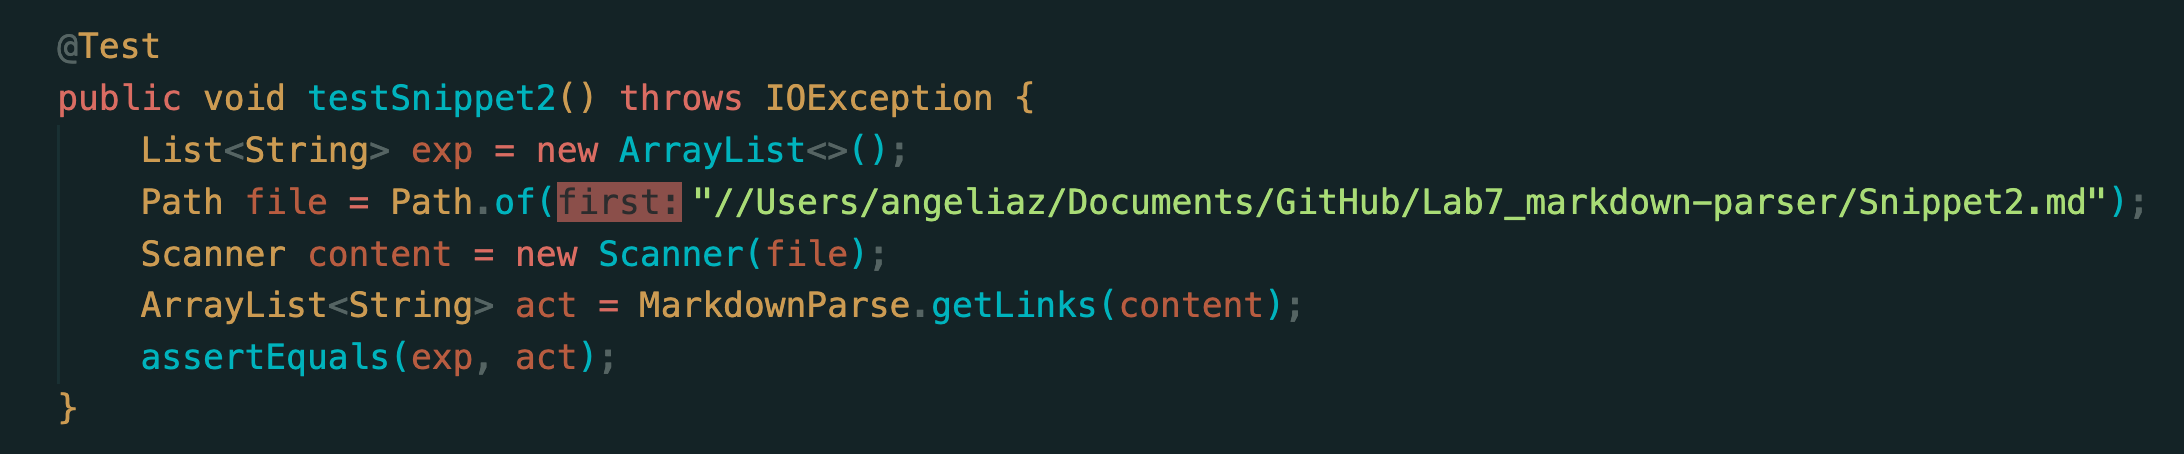 @Test
public void testSnippet2() throws IOException {
    List<String> exp = new ArrayList<>();
    Path file = Path.of(first: "//Users/angeliaz/Documents/GitHub/Lab7_markdown-parser/Snippet2.md");
    Scanner content = new Scanner(file);
    ArrayList<String> act = MarkdownParse.getLinks(content);
    assertEquals(exp, act);
}